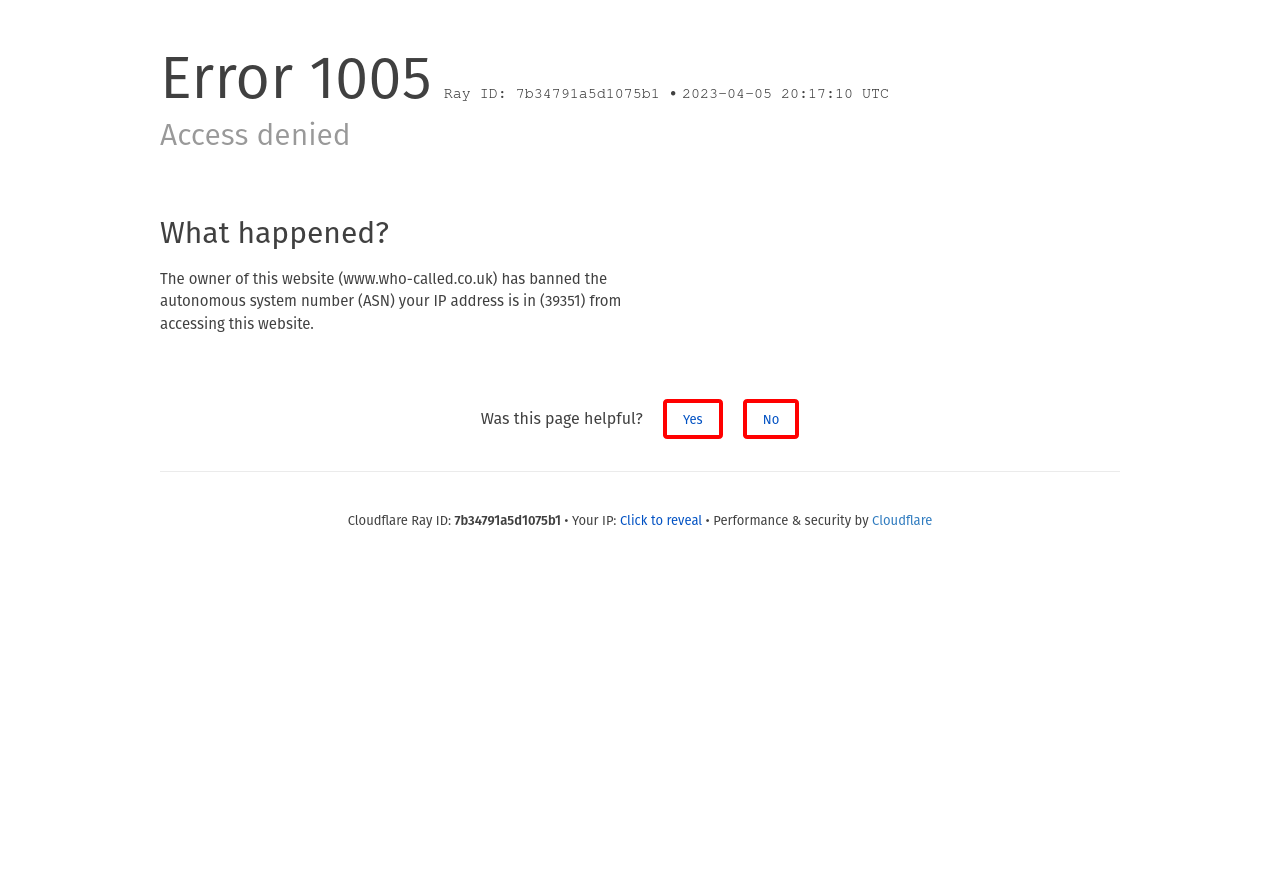 Error 1005 Ray ID: 7b34791a5d1075b1 • 2023-04-05 20:17:10 UTC
Access denied
What happened?
The owner of this website (www.who-called.co.uk) has banned the
autonomous system number (ASN) your IP address is in (39351) from
accessing this website.
Was this page helpful? Yes No
Cloudflare Ray ID: 7b34791a5d1075b1 • Your IP: Click to reveal • Performance & security by Cloudflare